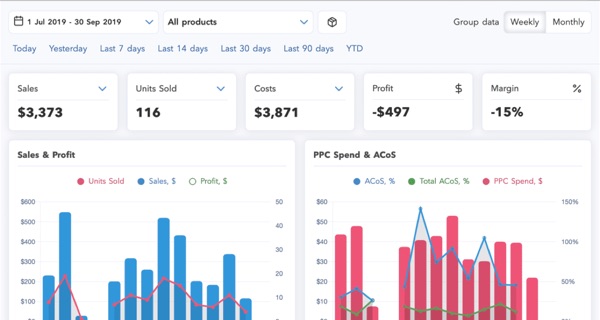 1 Jul 2019 - 30 Sep 2019 All products Group data Weekly Monthly
Today Yesterday Last 7 days Last 14 days Last 30 days Last 90 days YTD
Sales Units Sold Costs Profit $ Margin %
$3,373 116 $3,871 -$497 -15%
Sales & Profit PPC Spend & ACoS
Units Sold Sales, $ Profit, $ ACoS, % Total ACoS, % PPC Spend, $
$600 50 $60 150%
$500 40 $50
$400 $40 100%
$300 30 $30
$200 20 $20 50%
$100 10 $10
$0 0 $0 0%